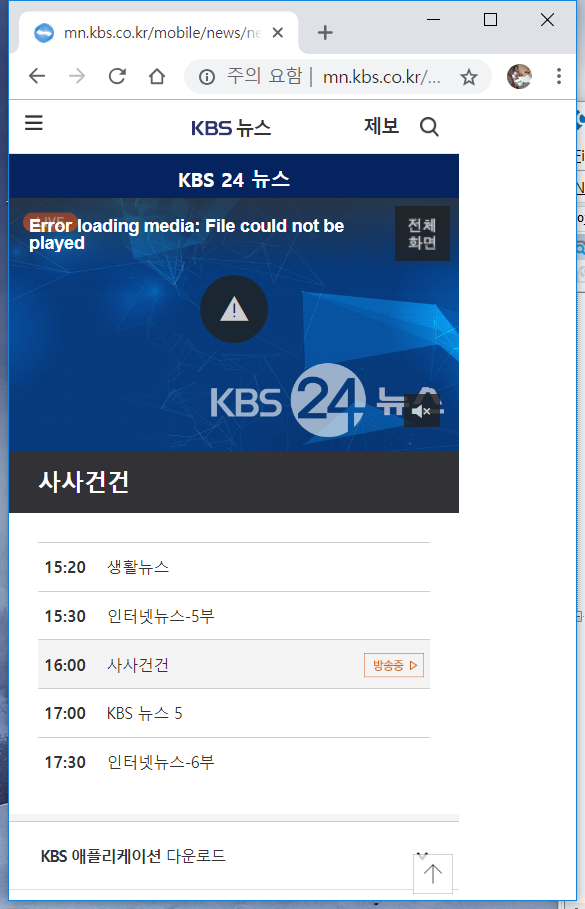 mn.kbs.co.kr/mobile/news/ne
주의 요함 | mn.kbs.co.kr/...
KBS 뉴스
제보
KBS 24 뉴스
LIVE
Error loading media: File could not be
played
전체
화면
KBS 24 뉴스
사사건건
15:20 생활뉴스
15:30 인터넷뉴스-5부
16:00 사사건건 방송중
17:00 KBS 뉴스 5
17:30 인터넷뉴스-6부
KBS 애플리케이션 다운로드